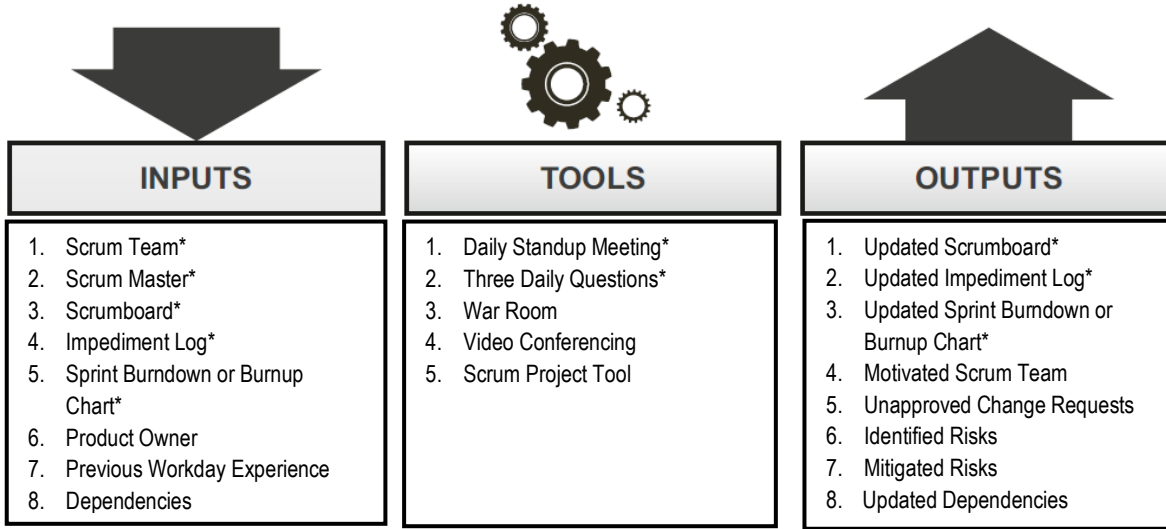 INPUTS
1. Scrum Team*
2. Scrum Master*
3. Scrumboard*
4. Impediment Log*
5. Sprint Burndown or Burnup
Chart*
6. Product Owner
7. Previous Workday Experience
8. Dependencies
TOOLS
1. Daily Standup Meeting*
2. Three Daily Questions*
3. War Room
4. Video Conferencing
5. Scrum Project Tool
OUTPUTS
1. Updated Scrumboard*
2. Updated Impediment Log*
3. Updated Sprint Burndown or
Burnup Chart*
4. Motivated Scrum Team
5. Unapproved Change Requests
6. Identified Risks
7. Mitigated Risks
8. Updated Dependencies